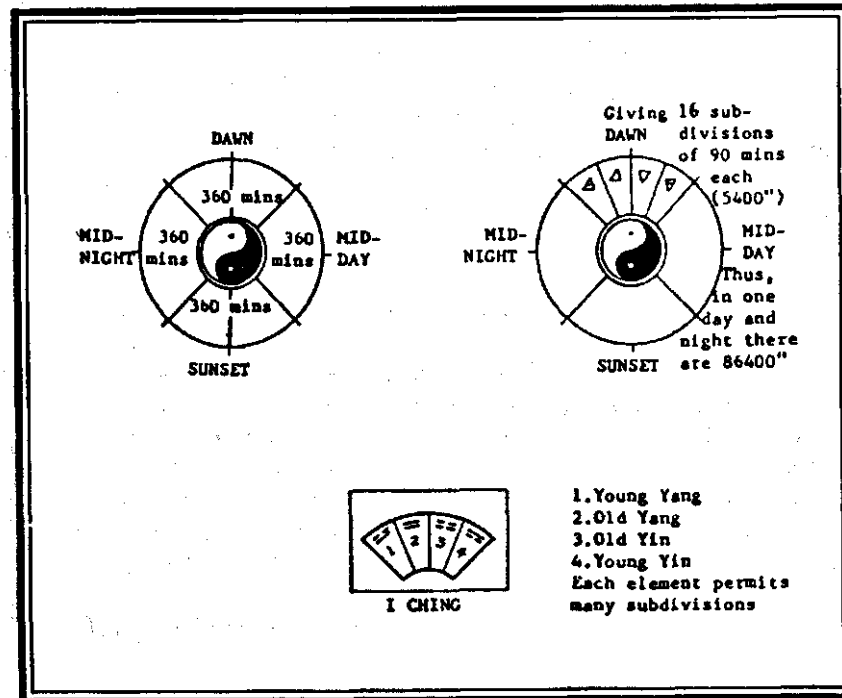 DAWN
360 mins
MID-
NIGHT
360
mins
360
mins
MID-
DAY
360 mins
SUNSET
Giving 16 sub-
divisions
of 90 mins
each
(5400")
DAWN
MID-
NIGHT
MID-
DAY
Thus,
in one
day and
night there
are 86400"
SUNSET
1 2 3 4
I CHING
1.Young Yang
2.Old Yang
3.Old Yin
4.Young Yin
Each element permits
many subdivisions